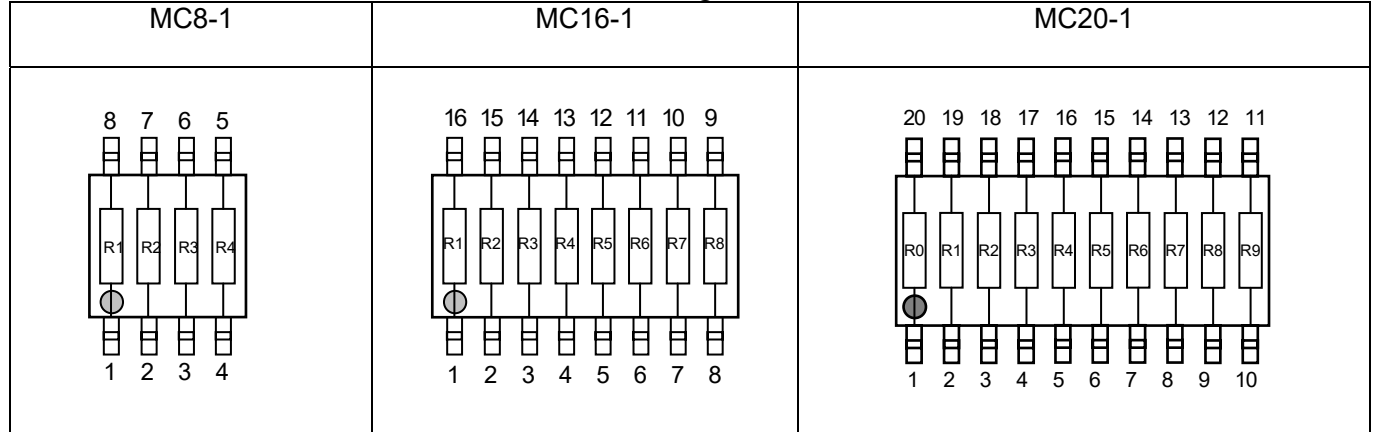 MC8-1 MC16-1 MC20-1
8 7 6 5 16 15 14 13 12 11 10 9 20 19 18 17 16 15 14 13 12 11
R1 R2 R3 R4 R1 R2 R3 R4 R5 R6 R7 R8 R0 R1 R2 R3 R4 R5 R6 R7 R8 R9
1 2 3 4 1 2 3 4 5 6 7 8 1 2 3 4 5 6 7 8 9 10